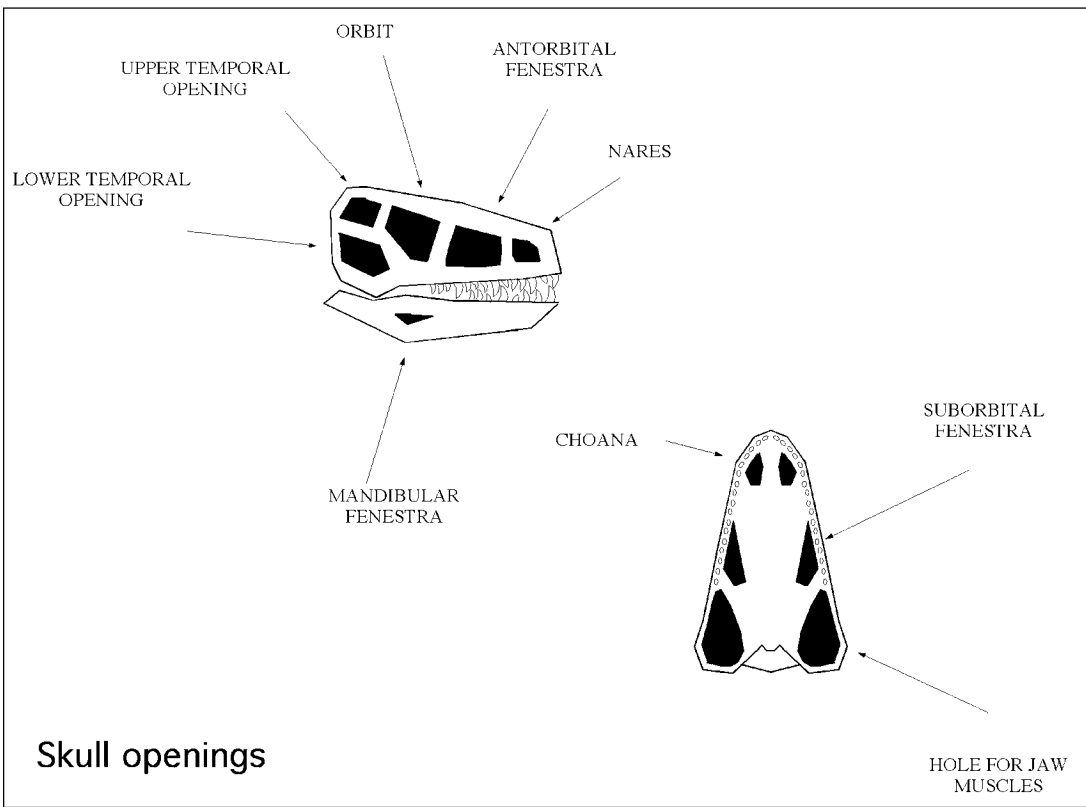 ORBIT
ANTORBITAL
FENESTRA
UPPER TEMPORAL
OPENING
NARES
LOWER TEMPORAL
OPENING
MANDIBULAR
FENESTRA
CHOANA
SUBORBITAL
FENESTRA
Skull openings
HOLE FOR JAW
MUSCLES